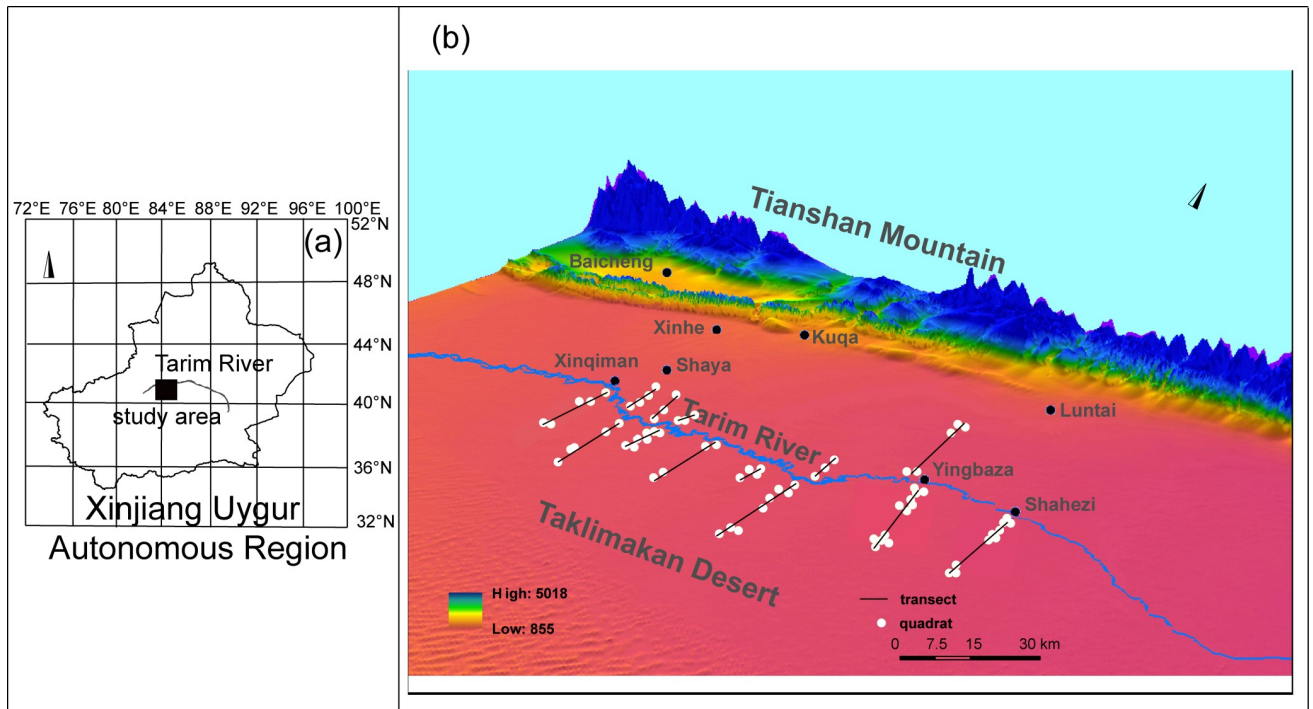 72°E 76°E 80°E 84°E 88°E 92°E 96°E 100°E
52°N
(a)
48°N
44°N
Tarim River
40°N
study area
36°N
Xinjiang Uygur
32°N
Autonomous Region
(b)
Tianshan Mountain
Baicheng
Xinhe
Kuqa
Xinqiman
Shaya
Luntai
Tarim River
Yingbaza
Shahezi
Taklimakan Desert
High: 5018
Low: 855
transect
quadrat
0 7.5 15 30 km